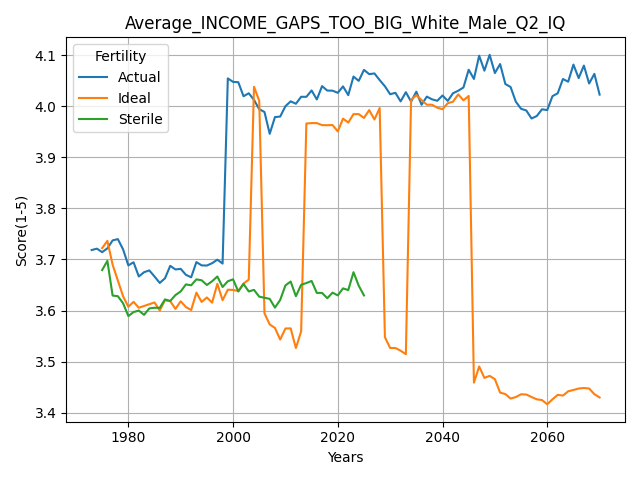 Average_INCOME_GAPS_TOO_BIG_White_Male_Q2_IQ
Fertility
Actual
Ideal
Sterile
4.1
4.0
3.9
3.8
3.7
3.6
3.5
3.4
Score(1-5)
1980
2000
2020
2040
2060
Years